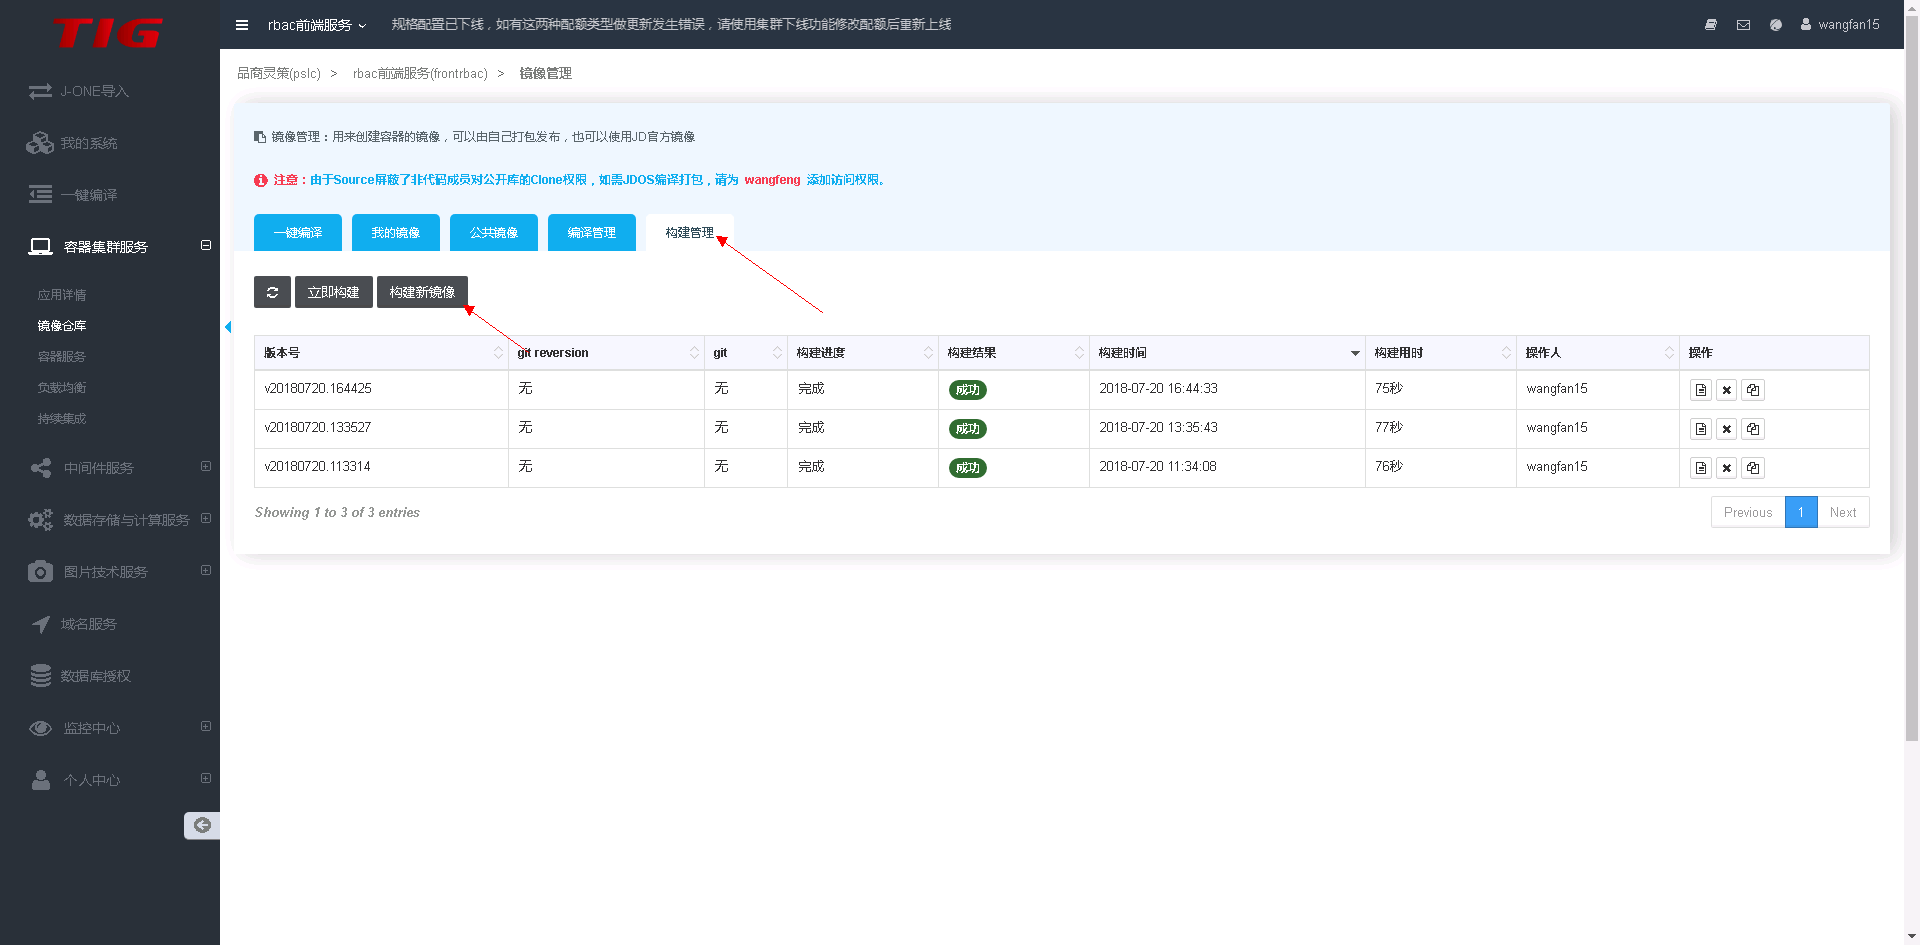 TIG
rbac前端服务
规格配置已下线，如有这两种配额类型做更新发生错误，请使用集群下线功能修改配额后重新上线
wangfan15
J-ONE导入
我的系统
一键编译
容器集群服务
应用详情
镜像仓库
容器服务
负载均衡
持续集成
中间件服务
数据存储与计算服务
图片技术服务
域名服务
数据库授权
监控中心
个人中心
品商灵策(pslc) > rbac前端服务(frontrbac) > 镜像管理
镜像管理：用来创建容器的镜像，可以由自己打包发布，也可以使用JD官方镜像
注意：由于Source屏蔽了非代码成员对公开库的Clone权限，如需JDOS编译打包，请为 wangfeng 添加访问权限。
一键编译 我的镜像 公共镜像 编译管理 构建管理
立即构建 构建新镜像
版本号 git reversion git 构建进度 构建结果 构建时间 构建用时 操作人 操作
v20180720.164425 无 无 完成 成功 2018-07-20 16:44:33 75秒 wangfan15
v20180720.133527 无 无 完成 成功 2018-07-20 13:35:43 77秒 wangfan15
v20180720.113314 无 无 完成 成功 2018-07-20 11:34:08 76秒 wangfan15
Showing 1 to 3 of 3 entries
Previous 1 Next